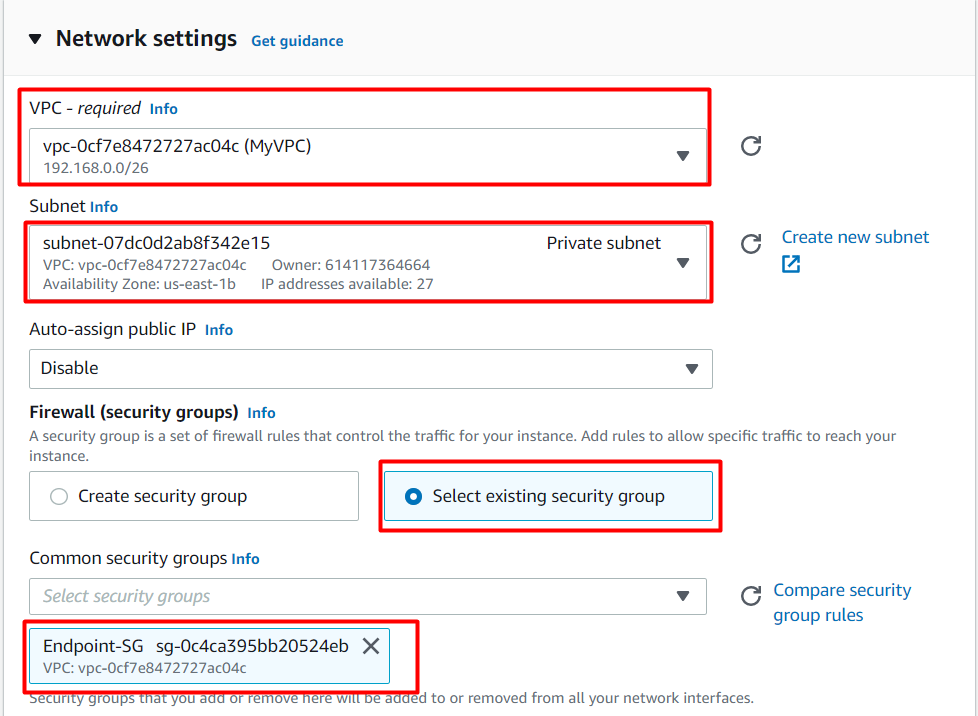 Network settings Get guidance
VPC - required Info
vpc-0cf7e8472727ac04c (MyVPC)
192.168.0.0/26
Subnet Info
subnet-07dc0d2ab8f342e15 Private subnet
VPC: vpc-0cf7e8472727ac04c Owner: 614117364664
Availability Zone: us-east-1b IP addresses available: 27
Create new subnet
Auto-assign public IP Info
Disable
Firewall (security groups) Info
A security group is a set of firewall rules that control the traffic for your instance. Add rules to allow specific traffic to reach your
instance.
Create security group
Select existing security group
Common security groups Info
Select security groups
Compare security
group rules
Endpoint-SG sg-0c4ca395bb20524eb
VPC: vpc-0cf7e8472727ac04c
Security groups that you add or remove here will be added to or removed from all your network interfaces.